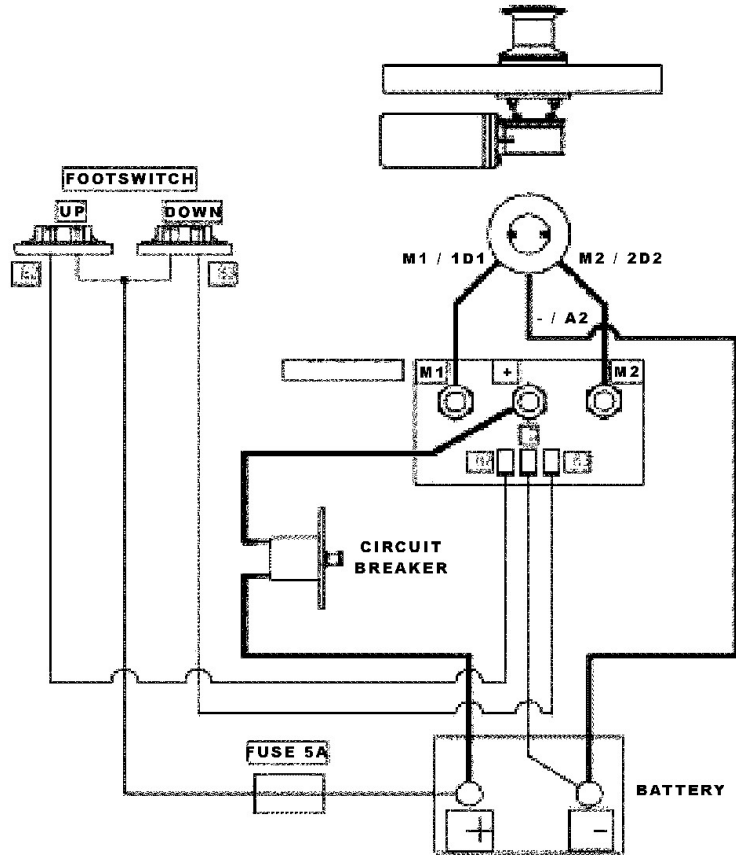 FOOTSWITCH
UP
DOWN
M1 / 1D1
M2 / 2D2
- / A2
M1
+
M2
CIRCUIT
BREAKER
FUSE 5A
BATTERY
+
-